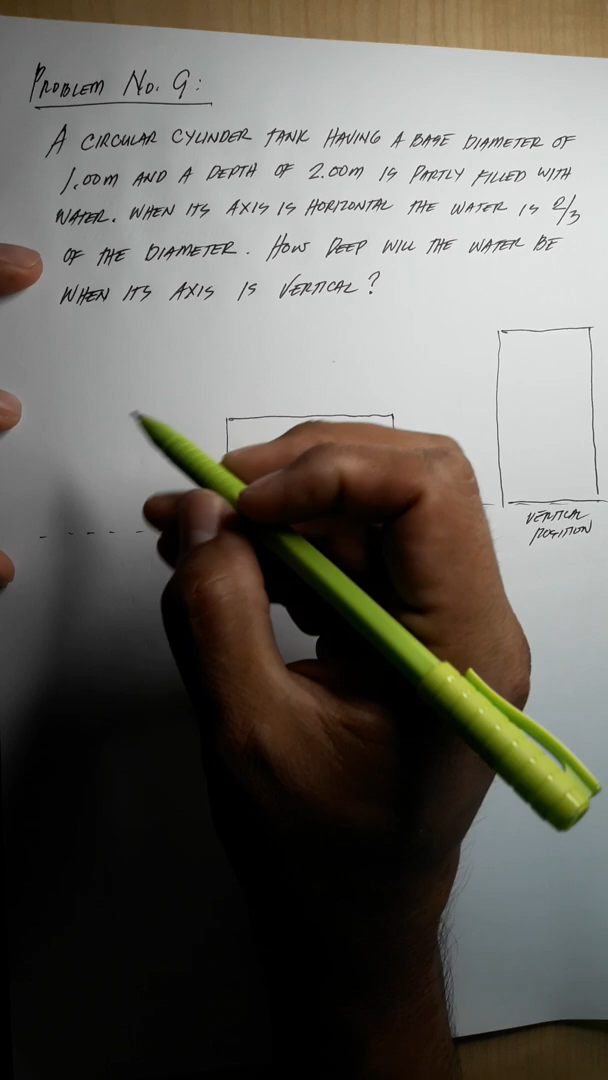 PROBLEM NO. 9:
A CIRCULAR CYLINDER TANK HAVING A BASE DIAMETER OF
1.00m AND A DEPTH OF 2.00m IS PARTLY FILLED WITH
WATER. WHEN ITS AXIS IS HORIZONTAL THE WATER IS 2/3
OF THE DIAMETER. HOW DEEP WILL THE WATER BE
WHEN ITS AXIS IS VERTICAL?
VERTICAL
POSITION